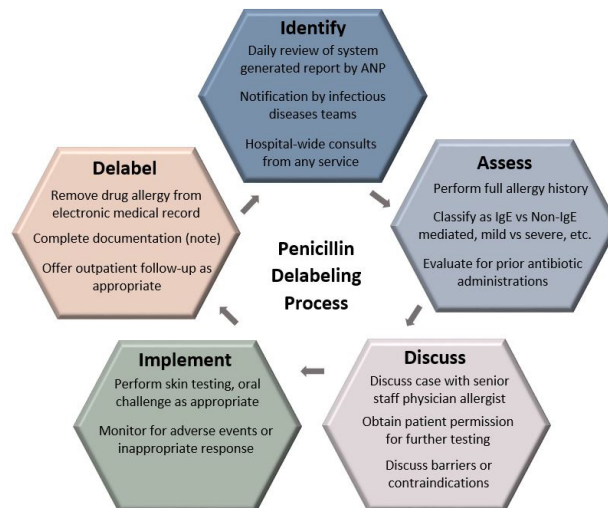 Identify
Daily review of system
generated report by ANP
Notification by infectious
diseases teams
Hospital-wide consults
from any service
Assess
Perform full allergy history
Classify as IgE vs Non-IgE
mediated, mild vs severe, etc.
Evaluate for prior antibiotic
administrations
Discuss
Discuss case with senior
staff physician allergist
Obtain patient permission
for further testing
Discuss barriers or
contraindications
Implement
Perform skin testing, oral
challenge as appropriate
Monitor for adverse events or
inappropriate response
Delabel
Remove drug allergy from
electronic medical record
Complete documentation (note)
Offer outpatient follow-up as
appropriate
Penicillin
Delabeling
Process